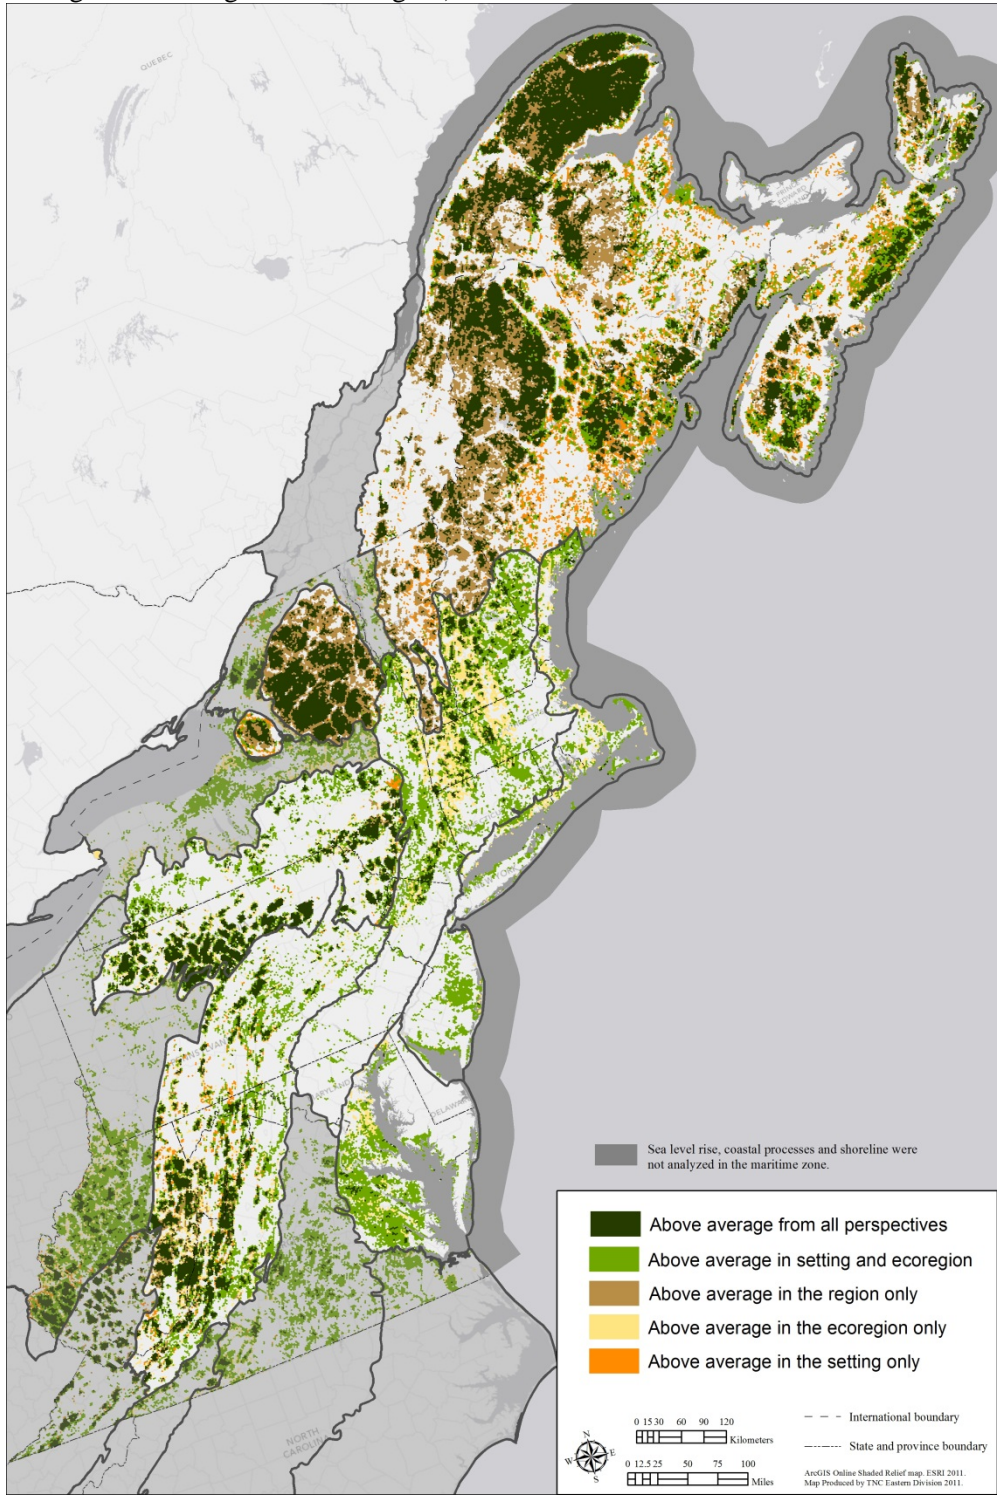 QUEBEC
PRINCE
EDWARD
ISLAND
DELAWARE
NORTH
CAROLINA
Sea level rise, coastal processes and shoreline were
not analyzed in the maritime zone.
Above average from all perspectives
Above average in setting and ecoregion
Above average in the region only
Above average in the ecoregion only
Above average in the setting only
N
W E
S
0 15 30 60 90 120
Kilometers
0 12.5 25 50 75 100
Miles
International boundary
State and province boundary
ArcGIS Online Shaded Relief map. ESRI 2011.
Map Produced by TNC Eastern Division 2011.